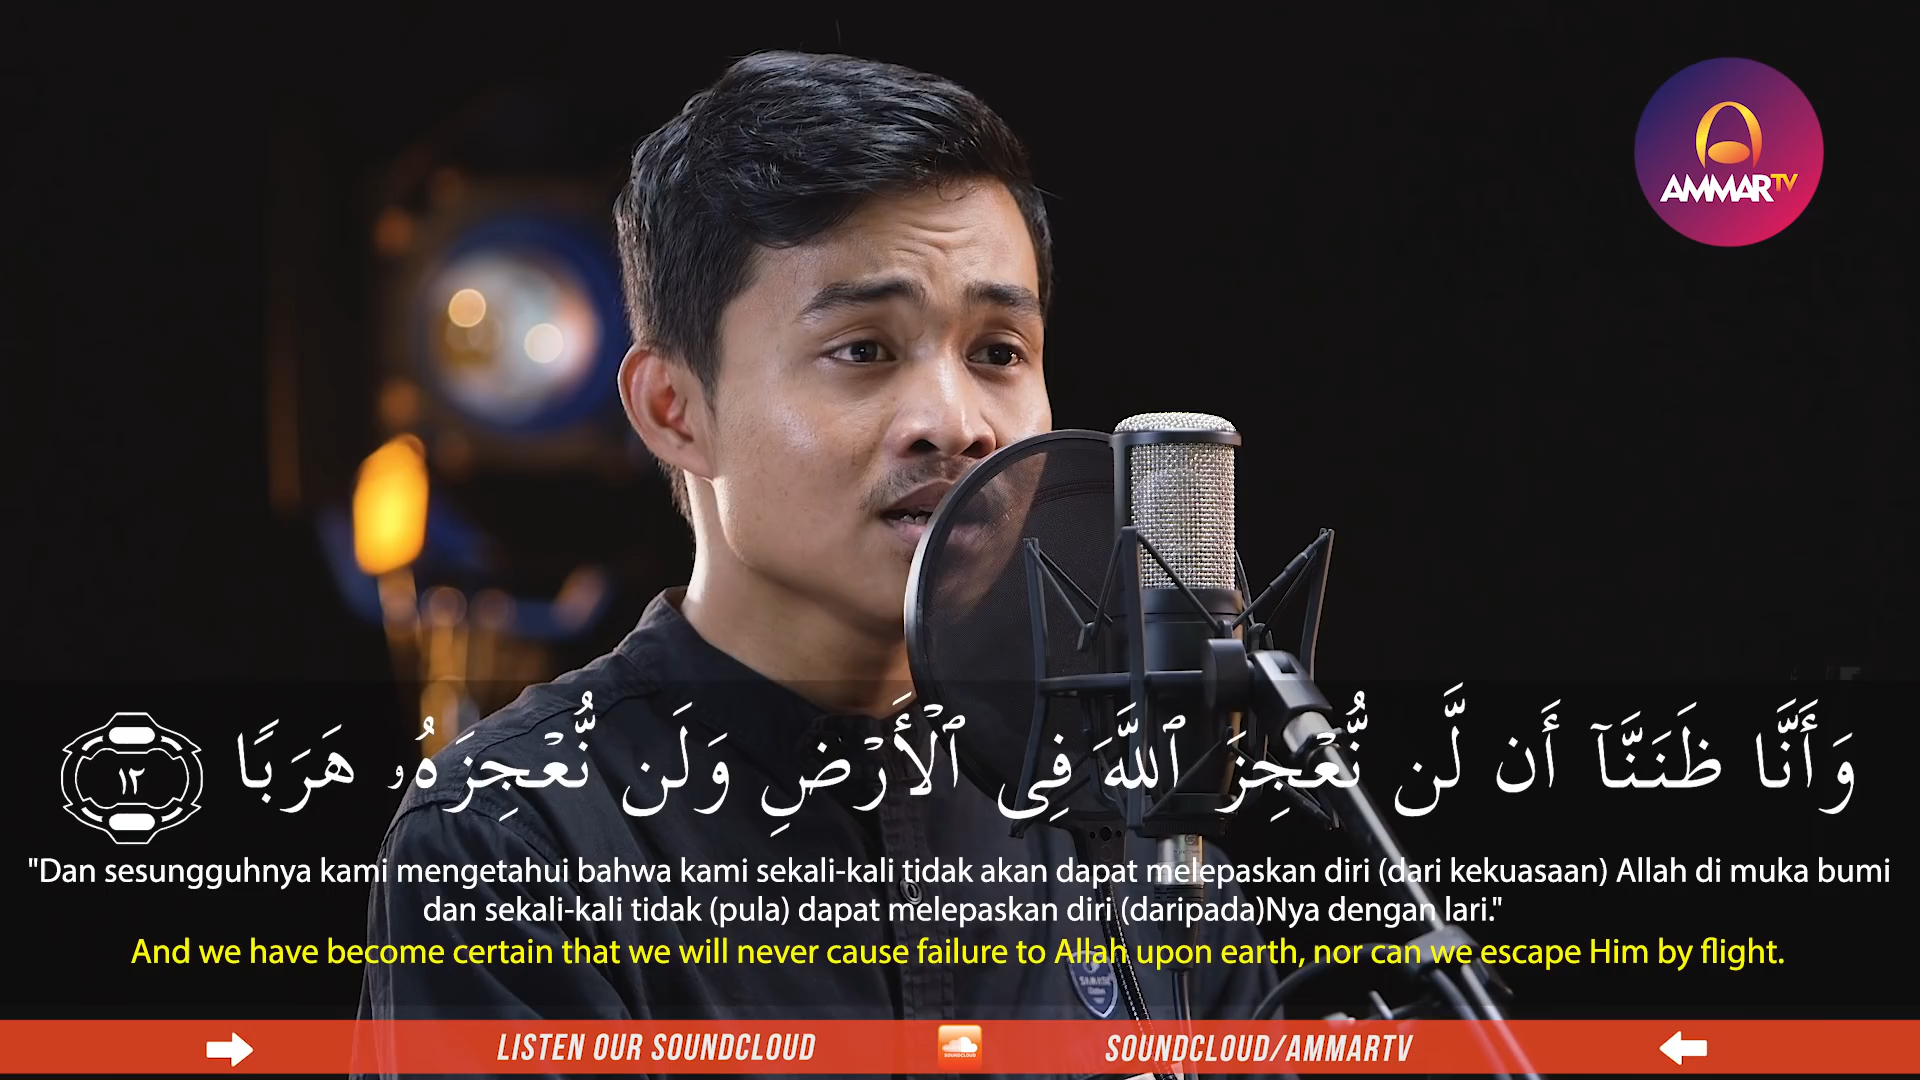 AMMARTV
وَأَنَّا ظَنَنَّآ أَن لَّن نُّعْجِزَ ٱللَّهَ فِى ٱلْأَرْضِ وَلَن نُّعْجِزَهُۥ هَرَبًا ١٢
"Dan sesungguhnya kami mengetahui bahwa kami sekali-kali tidak akan dapat melepaskan diri (dari kekuasaan) Allah di muka bumi
dan sekali-kali tidak (pula) dapat melepaskan diri (daripada)Nya dengan lari."
And we have become certain that we will never cause failure to Allah upon earth, nor can we escape Him by flight.
LISTEN OUR SOUNDCLOUD SOUNDCLOUD SOUNDCLOUD/AMMARTV